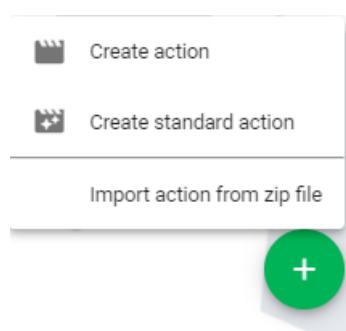 Create action
Create standard action
Import action from zip file